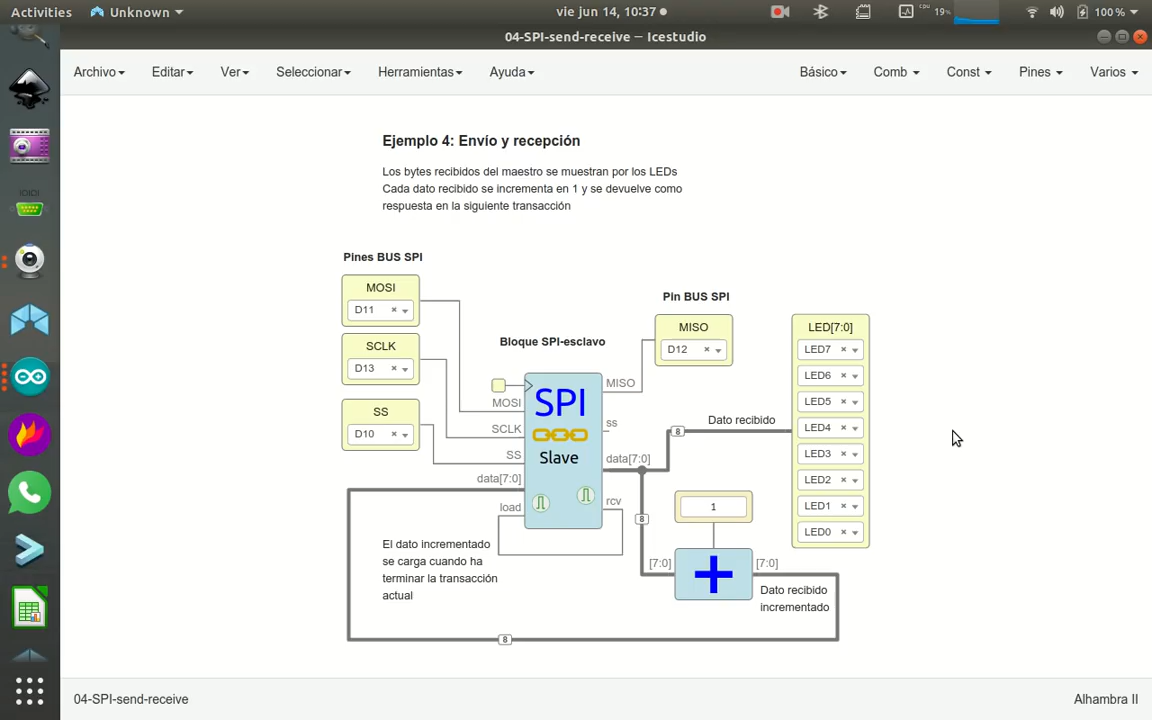 Activities
Unknown
vie jun 14, 10:37
cpu
19%
100 %
04-SPI-send-receive – Icestudio
Archivo
Editar
Ver
Seleccionar
Herramientas
Ayuda
Básico
Comb
Const
Pines
Varios
Ejemplo 4: Envío y recepción
Los bytes recibidos del maestro se muestran por los LEDs
Cada dato recibido se incrementa en 1 y se devuelve como
respuesta en la siguiente transacción
Pines BUS SPI
MOSI
D11
SCLK
D13
SS
D10
Bloque SPI-esclavo
MOSI
SCLK
SS
data[7:0]
load
SPI
Slave
MISO
ss
data[7:0]
rcv
Pin BUS SPI
MISO
D12
Dato recibido
8
8
1
[7:0]
+
[7:0]
Dato recibido
incrementado
LED[7:0]
LED7
LED6
LED5
LED4
LED3
LED2
LED1
LED0
El dato incrementado
se carga cuando ha
terminar la transacción
actual
8
04-SPI-send-receive
Alhambra II